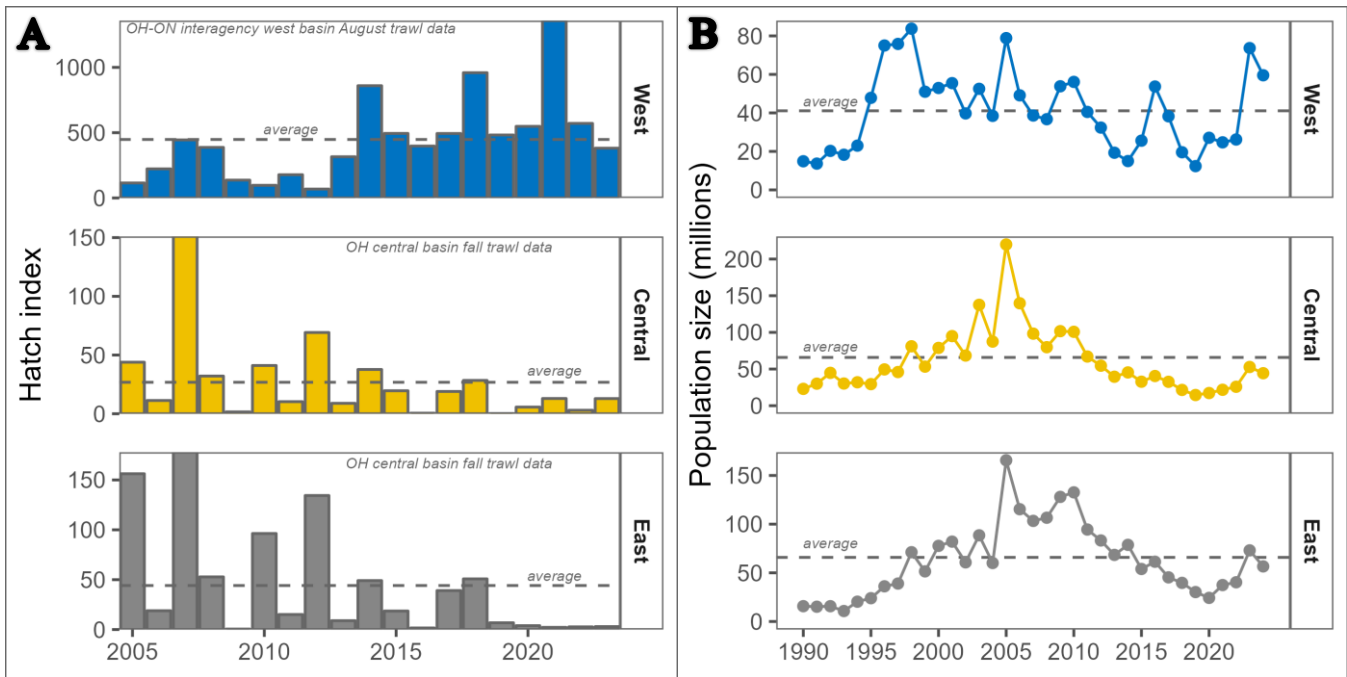 A
OH-ON interagency west basin August trawl data
1000
500
0
average
West
Hatch index
OH central basin fall trawl data
150
100
50
0
average
Central
OH central basin fall trawl data
150
100
50
0
average
East
2005
2010
2015
2020
B
80
60
40
20
0
average
West
Population size (millions)
200
150
100
50
0
average
Central
150
100
50
0
average
East
1990
1995
2000
2005
2010
2015
2020